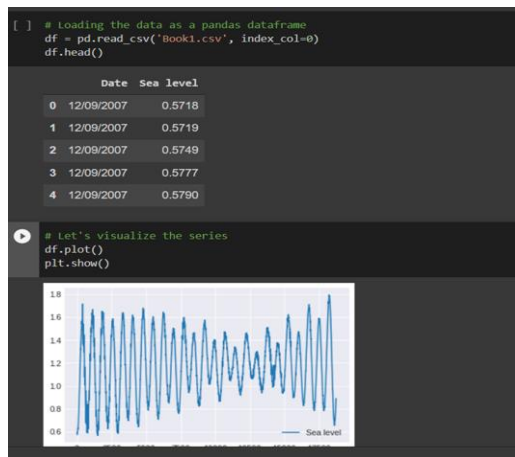 [ ] # Loading the data as a pandas dataframe
df = pd.read_csv('Book1.csv', index_col=0)
df.head()
Date Sea level
0 12/09/2007 0.5718
1 12/09/2007 0.5719
2 12/09/2007 0.5749
3 12/09/2007 0.5777
4 12/09/2007 0.5790
# Let's visualize the series
df.plot()
plt.show()
1.8
1.6
1.4
1.2
1.0
0.8
0.6
Sea level